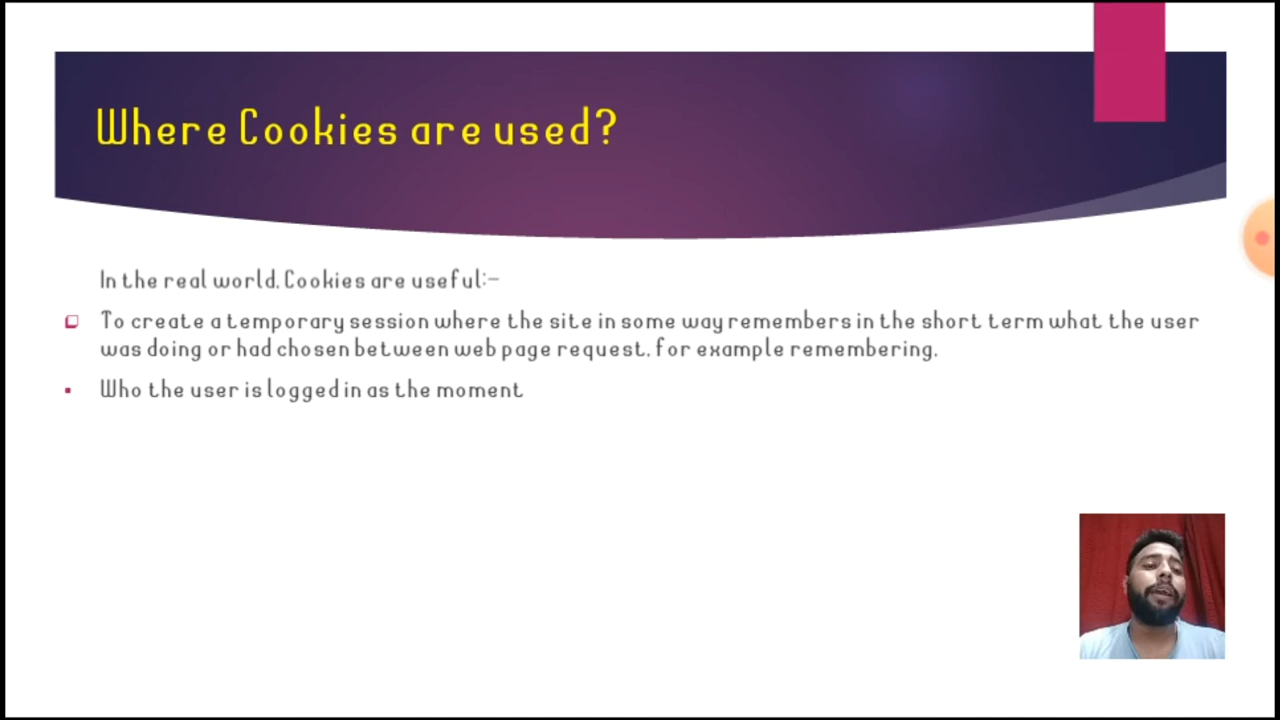 Where Cookies are used?
In the real world, Cookies are useful:-
To create a temporary session where the site in some way remembers in the short term what the user
was doing or had chosen between web page request, for example remembering.
Who the user is logged in as the moment